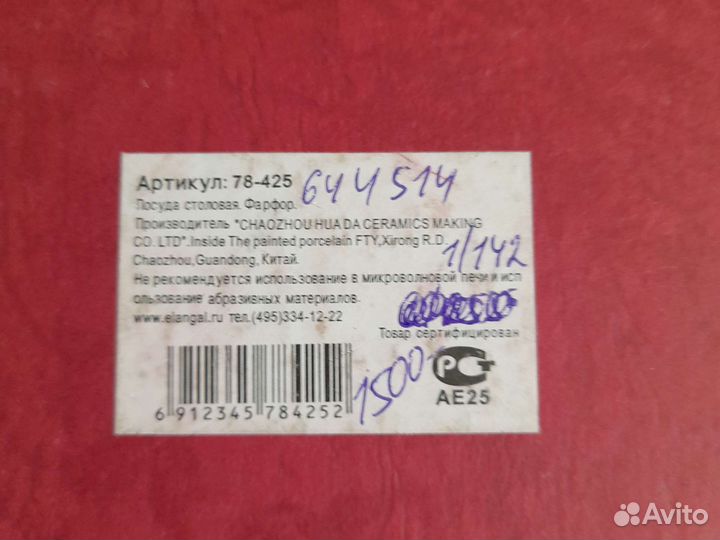 Артикул: 78-425 644514
Посуда столовая. Фарфор.
Производитель "CHAOZHOU HUA DA CERAMICS MAKING
CO. LTD".Inside The painted porcelain FTY,Xirong R.D.
Chaozhou,Guandong,Китай.
1/142
Не рекомендуется использование в микроволновой печи и исп
ользование абразивных материалов.
www.elangal.ru тел.(495)334-12-22
Товар сертифицирован
1500-
РСТ
АЕ25
6 912345 784252
Avito